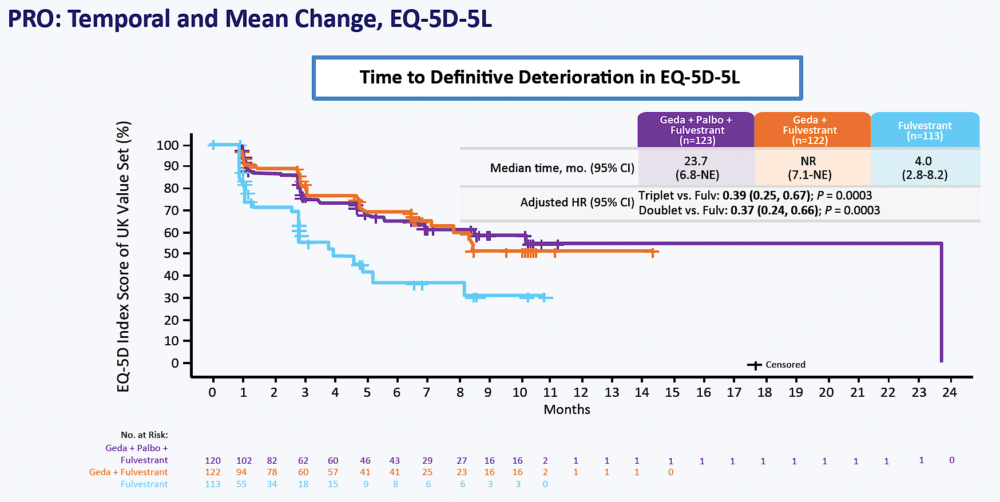 PRO: Temporal and Mean Change, EQ-5D-5L
Time to Definitive Deterioration in EQ-5D-5L
Geda + Palbo +
Fulvestrant
(n=123)
Geda +
Fulvestrant
(n=122)
Fulvestrant
(n=113)
Median time, mo. (95% CI)
23.7
(6.8-NE)
NR
(7.1-NE)
4.0
(2.8-8.2)
Adjusted HR (95% CI)
Triplet vs. Fulv: 0.39 (0.25, 0.67); P = 0.0003
Doublet vs. Fulv: 0.37 (0.24, 0.66); P = 0.0003
EQ-5D Index Score of UK Value Set (%)
100
90
80
70
60
50
40
30
20
10
0
Censored
0 1 2 3 4 5 6 7 8 9 10 11 12 13 14 15 16 17 18 19 20 21 22 23 24
Months
No. at Risk:
Geda + Palbo +
Fulvestrant 120 102 82 62 60 46 43 29 27 16 16 2 1 1 1 1 1 1 1 1 1 1 1 1 0
Geda + Fulvestrant 122 94 78 60 57 41 41 25 23 16 16 2 1 1 1 0
Fulvestrant 113 55 34 18 15 9 8 6 6 3 3 0